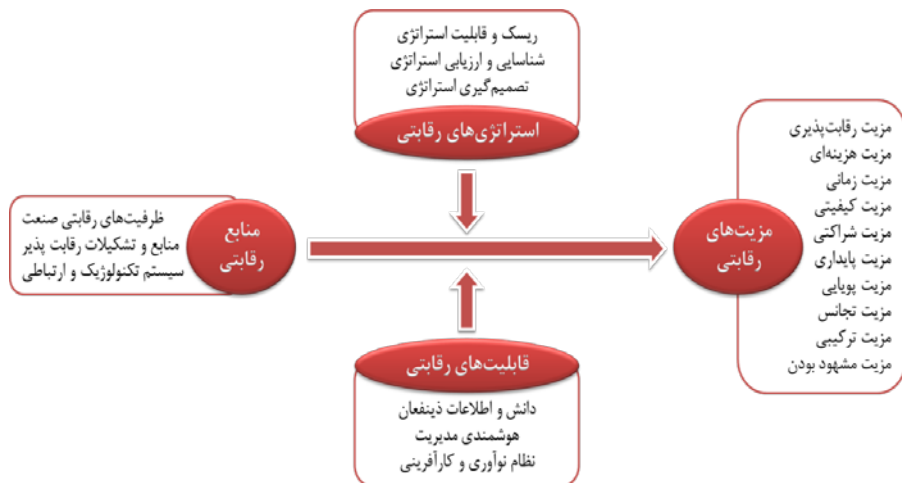 ریسک و قابلیت استراتژی
شناسایی و ارزیابی استراتژی
تصمیم‌گیری استراتژی
استراتژی‌های رقابتی
مزیت رقابت‌پذیری
مزیت هزینه‌ای
مزیت زمانی
مزیت کیفیتی
مزیت شراکتی
مزیت پایداری
مزیت پویایی
مزیت تجانس
مزیت ترکیبی
مزیت مشهود بودن
مزیت‌های
رقابتی
منابع
رقابتی
ظرفیت‌های رقابتی صنعت
منابع و تشکیلات رقابت پذیر
سیستم تکنولوژیک و ارتباطی
قابلیت‌های رقابتی
دانش و اطلاعات ذینفعان
هوشمندی مدیریت
نظام نوآوری و کارآفرینی